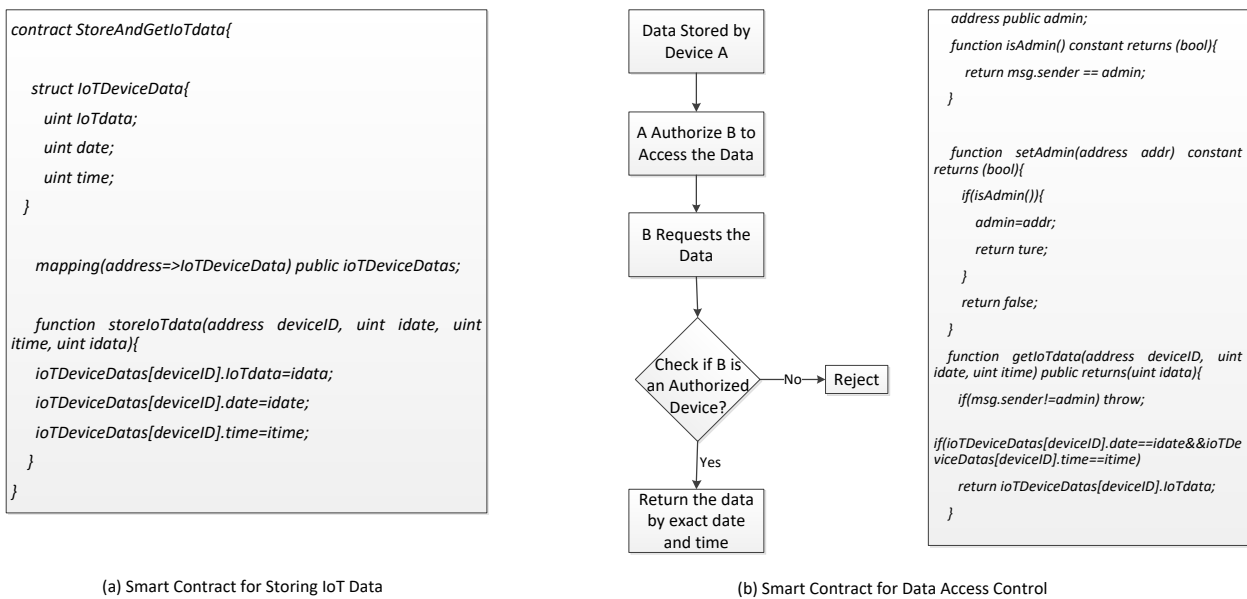 contract StoreAndGetIoTdata{
struct IoTDeviceData{
uint IoTdata;
uint date;
uint time;
}
mapping(address=>IoTDeviceData) public ioTDeviceDatas;
function storeIoTdata(address deviceID, uint idate, uint
itime, uint idata){
ioTDeviceDatas[deviceID].IoTdata=idata;
ioTDeviceDatas[deviceID].date=idate;
ioTDeviceDatas[deviceID].time=itime;
}
}
(a) Smart Contract for Storing IoT Data
Data Stored by
Device A
A Authorize B to
Access the Data
B Requests the
Data
Check if B is
an Authorized
Device?
No
Reject
Yes
Return the data
by exact date
and time
address public admin;
function isAdmin() constant returns (bool){
return msg.sender == admin;
}
function setAdmin(address addr) constant
returns (bool){
if(isAdmin()){
admin=addr;
return ture;
}
return false;
}
function getIoTdata(address deviceID, uint
idate, uint itime) public returns(uint idata){
if(msg.sender!=admin) throw;
if(ioTDeviceDatas[deviceID].date==idate&&ioTDe
viceDatas[deviceID].time==itime)
return ioTDeviceDatas[deviceID].IoTdata;
}
(b) Smart Contract for Data Access Control